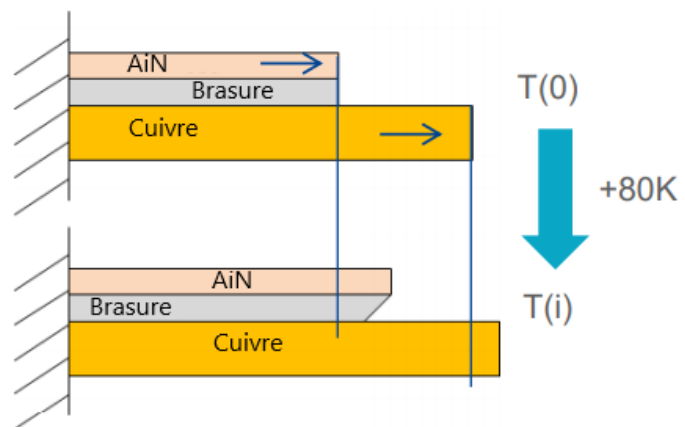 AiN
Brasure
Cuivre
T(0)
+80K
AiN
Brasure
T(i)
Cuivre